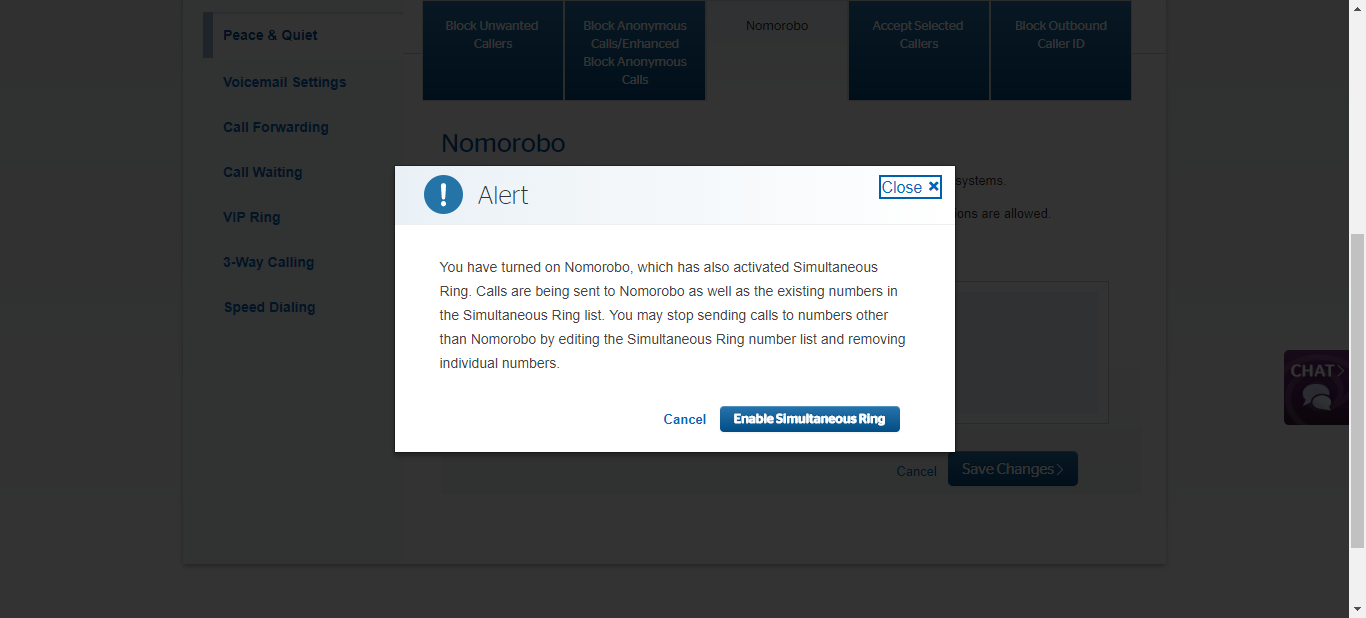 Peace & Quiet
Voicemail Settings
Call Forwarding
Call Waiting
VIP Ring
3-Way Calling
Speed Dialing
Block Unwanted
Callers
Block Anonymous
Calls/Enhanced
Block Anonymous
Calls
Nomorobo
Accept Selected
Callers
Block Outbound
Caller ID
Nomorobo
systems.
are allowed.
Alert
Close ✖
You have turned on Nomorobo, which has also activated Simultaneous
Ring. Calls are being sent to Nomorobo as well as the existing numbers in
the Simultaneous Ring list. You may stop sending calls to numbers other
than Nomorobo by editing the Simultaneous Ring number list and removing
individual numbers.
Cancel
Enable Simultaneous Ring
Cancel
Save Changes >
CHAT >